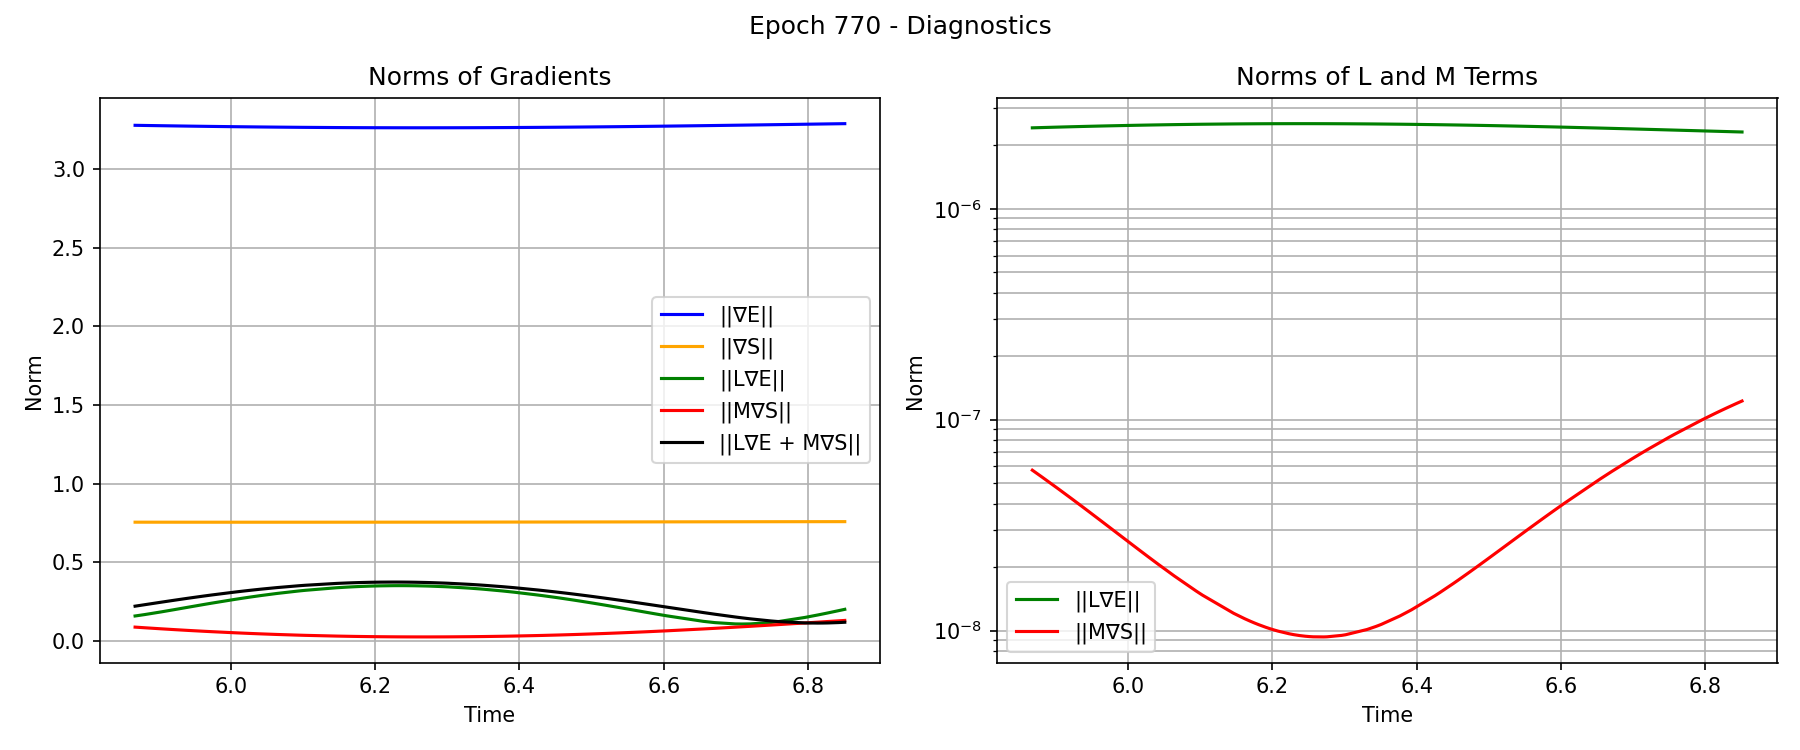 Epoch 770 - Diagnostics
Norms of Gradients
Norm
3.0
2.5
2.0
1.5
1.0
0.5
0.0
||∇E||
||∇S||
||L∇E||
||M∇S||
||L∇E + M∇S||
6.0 6.2 6.4 6.6 6.8
Time
Norms of L and M Terms
Norm
10⁻⁶
10⁻⁷
10⁻⁸
||L∇E||
||M∇S||
6.0 6.2 6.4 6.6 6.8
Time